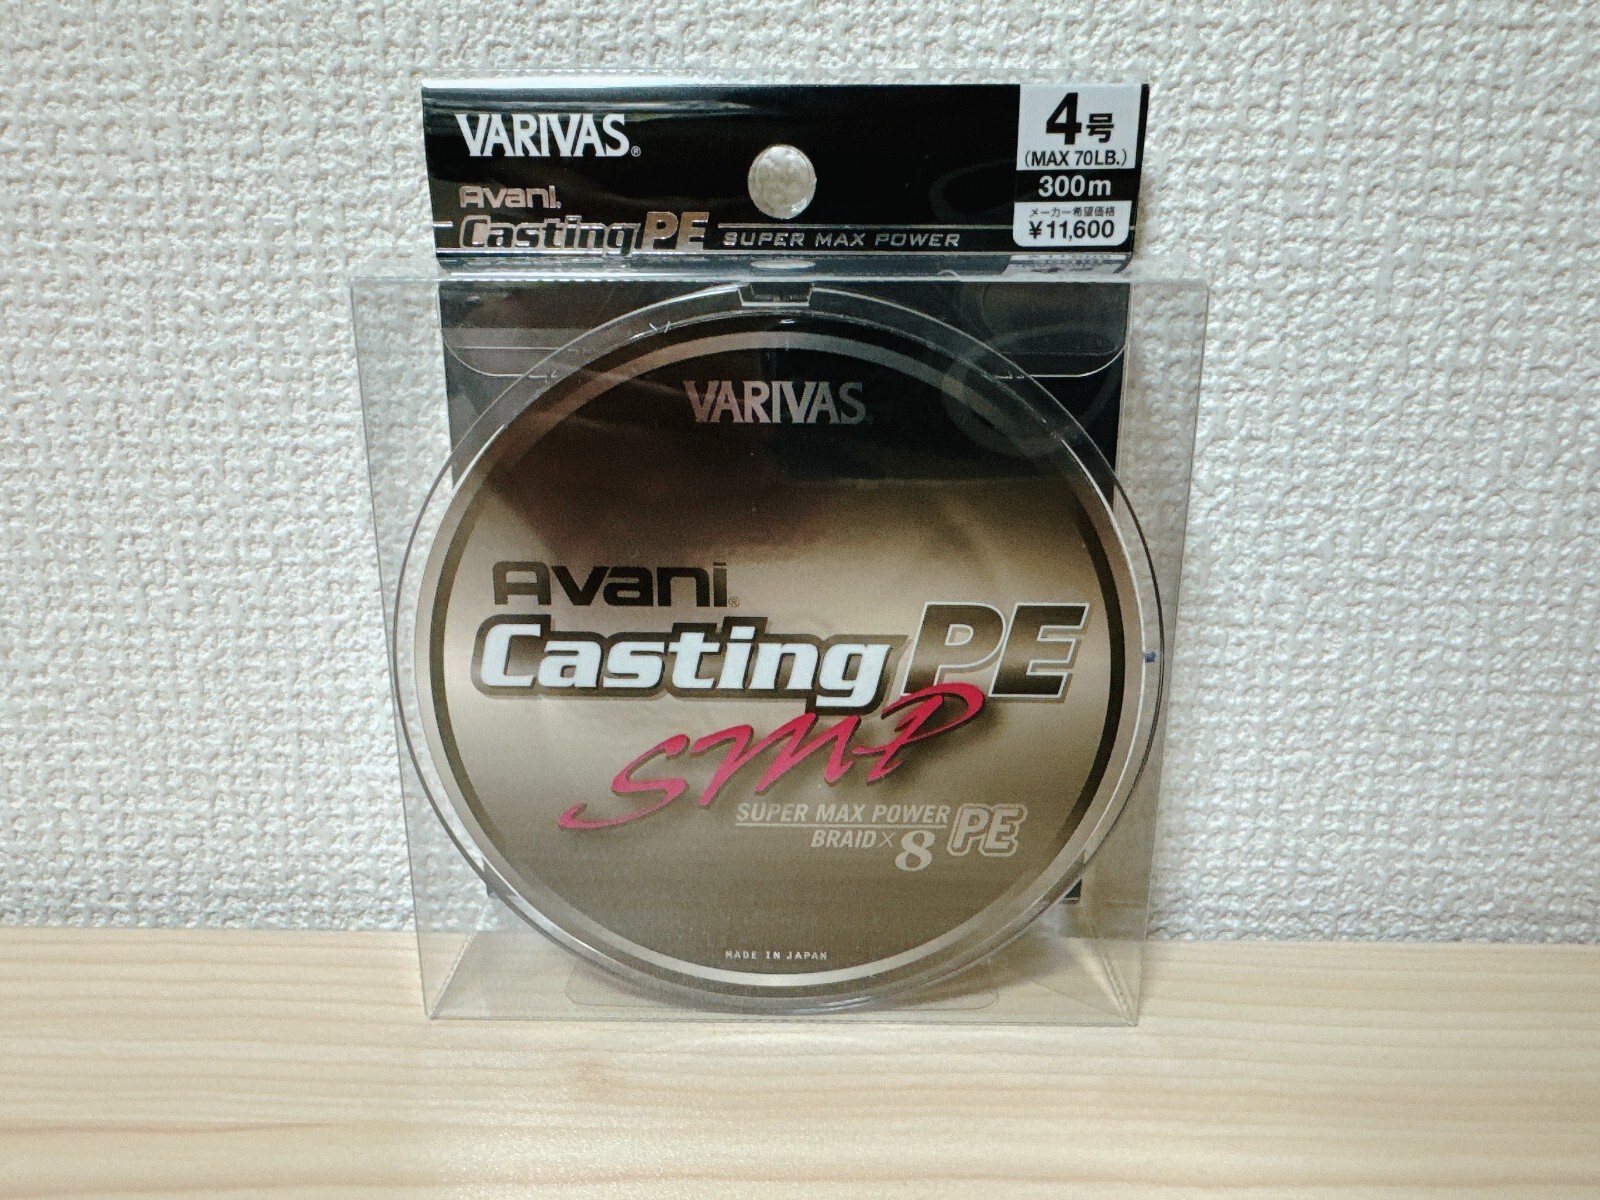 VARIVAS®
4号
(MAX 70LB.)
300m
メーカー希望価格
¥11,600
Avani®
Casting PE SUPER MAX POWER
VARIVAS®
Avani®
Casting PE
SMP
SUPER MAX POWER
BRAID×8 PE
MADE IN JAPAN